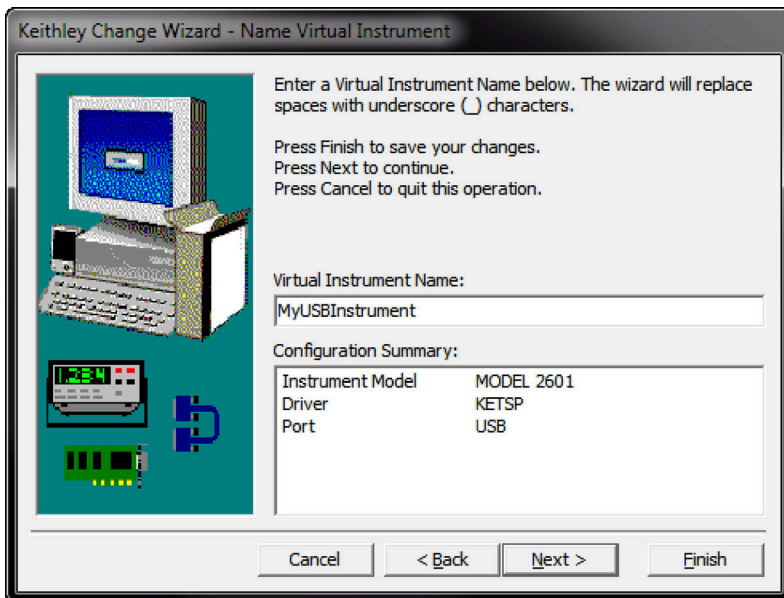 Keithley Change Wizard - Name Virtual Instrument
Enter a Virtual Instrument Name below. The wizard will replace
spaces with underscore (_) characters.
Press Finish to save your changes.
Press Next to continue.
Press Cancel to quit this operation.
Virtual Instrument Name:
MyUSBInstrument
Configuration Summary:
Instrument Model MODEL 2601
Driver KETSP
Port USB
1.234
Cancel < Back Next > Finish